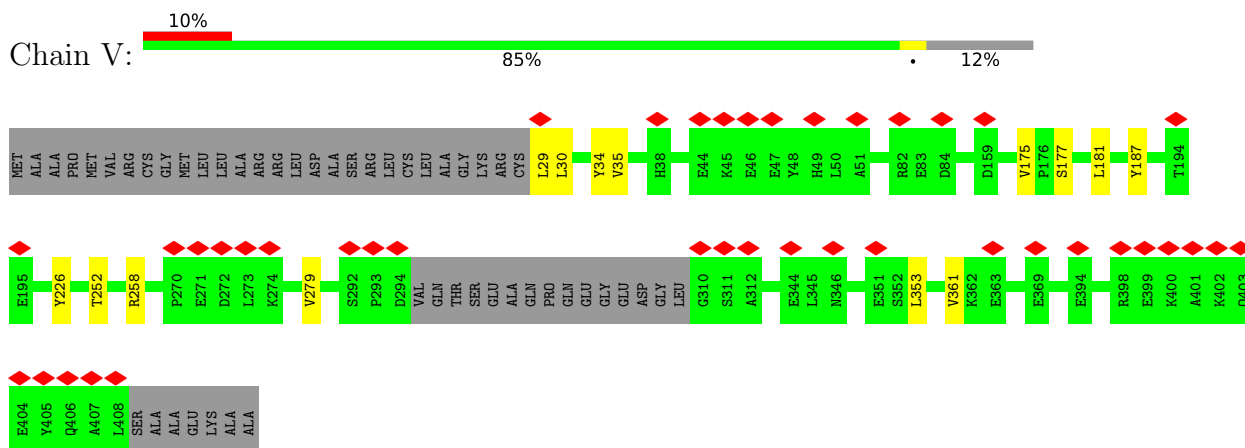 10%
Chain V:
85% • 12%
MET ALA ALA PRO MET VAL ARG CYS GLY MET LEU LEU ALA ARG ARG LEU ASP ALA SER ARG LEU CYS LEU ALA GLY LYS ARG CYS L29 L30 Y34 V35 H38 E44 K45 E46 E47 Y48 H49 L50 A51 R82 E83 D84 D159 V175 P176 S177 L181 Y187 T194
E195 Y226 T252 R258 P270 E271 D272 L273 K274 V279 S292 P293 D294 VAL GLN THR SER GLU ALA GLN PRO GLN GLU GLY GLU ASP GLY LEU G310 S311 A312 E344 L345 N346 E351 S352 L353 V361 K362 E363 E369 E394 R398 E399 K400 A401 K402 Q403
E404 Y405 Q406 A407 L408 SER ALA ALA GLU LYS ALA ALA